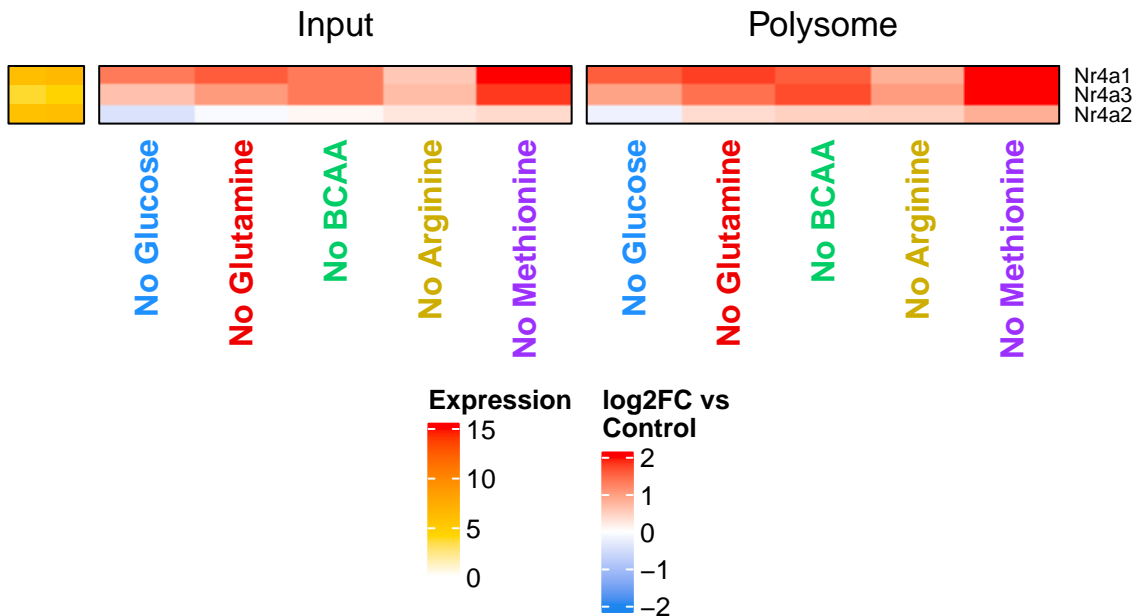 Input
Polysome
Nr4a1
Nr4a3
Nr4a2
No Glucose
No Glutamine
No BCAA
No Arginine
No Methionine
No Glucose
No Glutamine
No BCAA
No Arginine
No Methionine
Expression
15
10
5
0
log2FC vs
Control
2
1
0
−1
−2